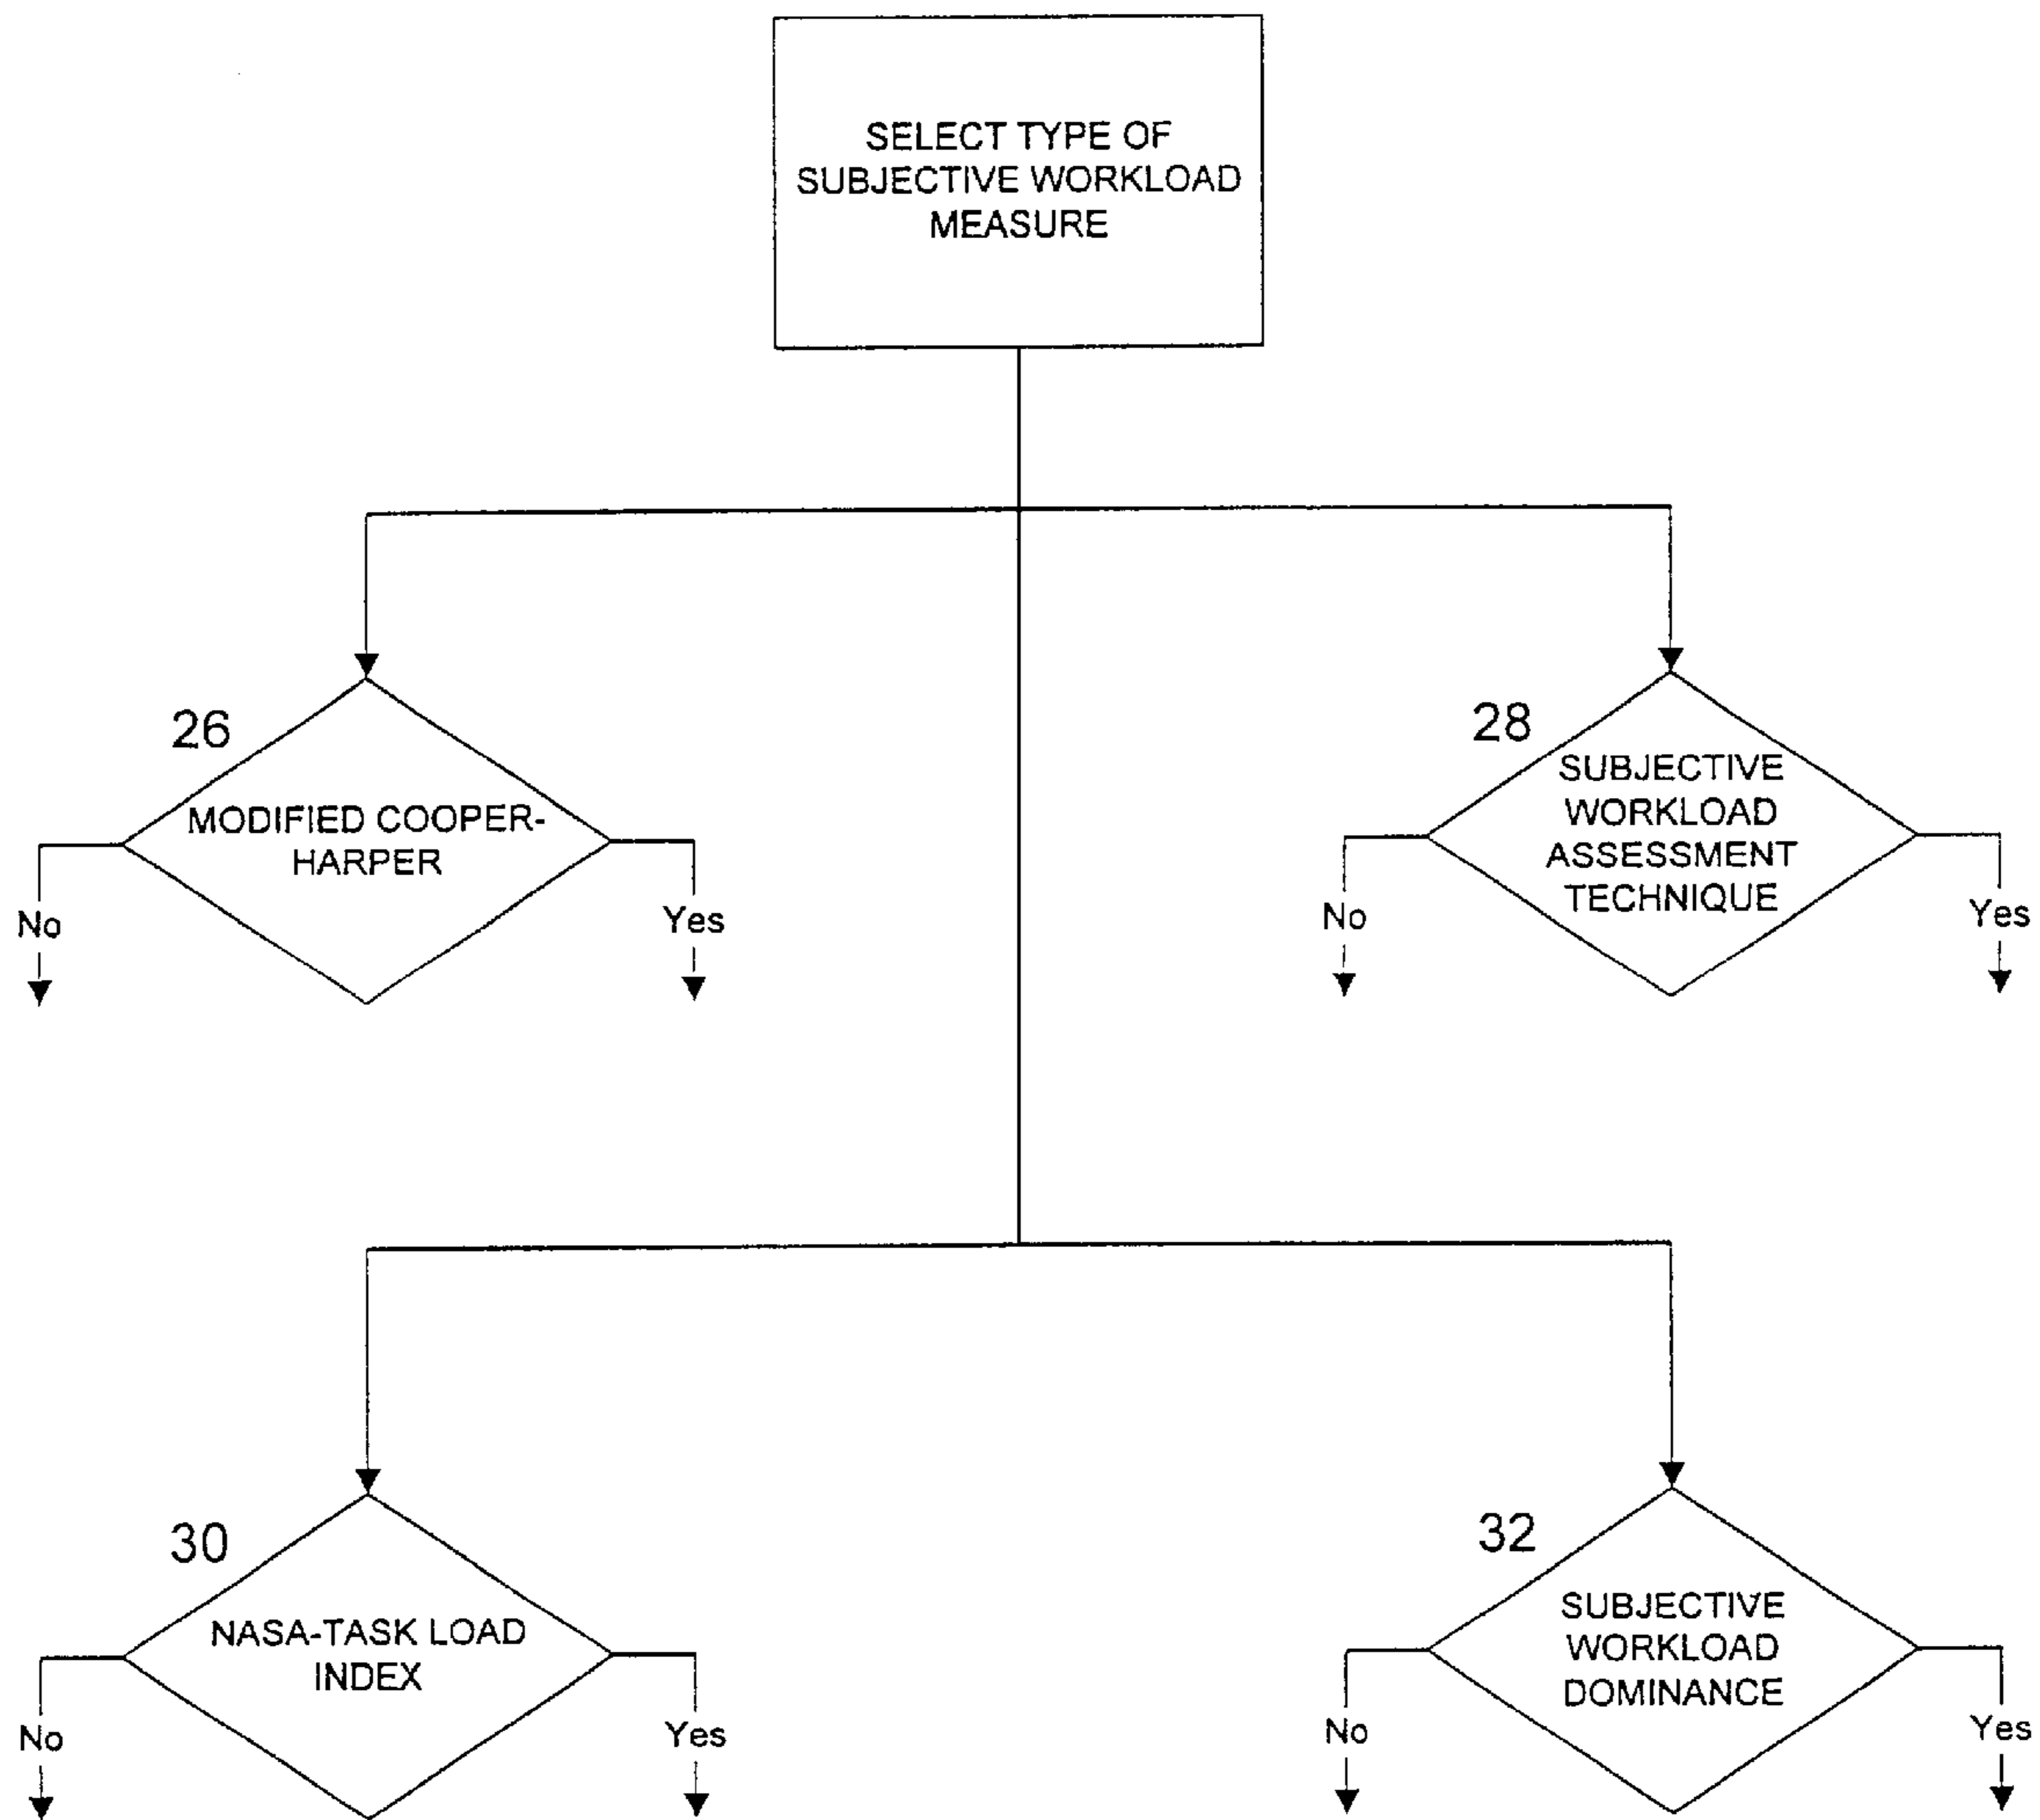 SELECT TYPE OF
SUBJECTIVE WORKLOAD
MEASURE
26
MODIFIED COOPER-
HARPER
No
Yes
28
SUBJECTIVE
WORKLOAD
ASSESSMENT
TECHNIQUE
No
Yes
30
NASA-TASK LOAD
INDEX
No
Yes
32
SUBJECTIVE
WORKLOAD
DOMINANCE
No
Yes